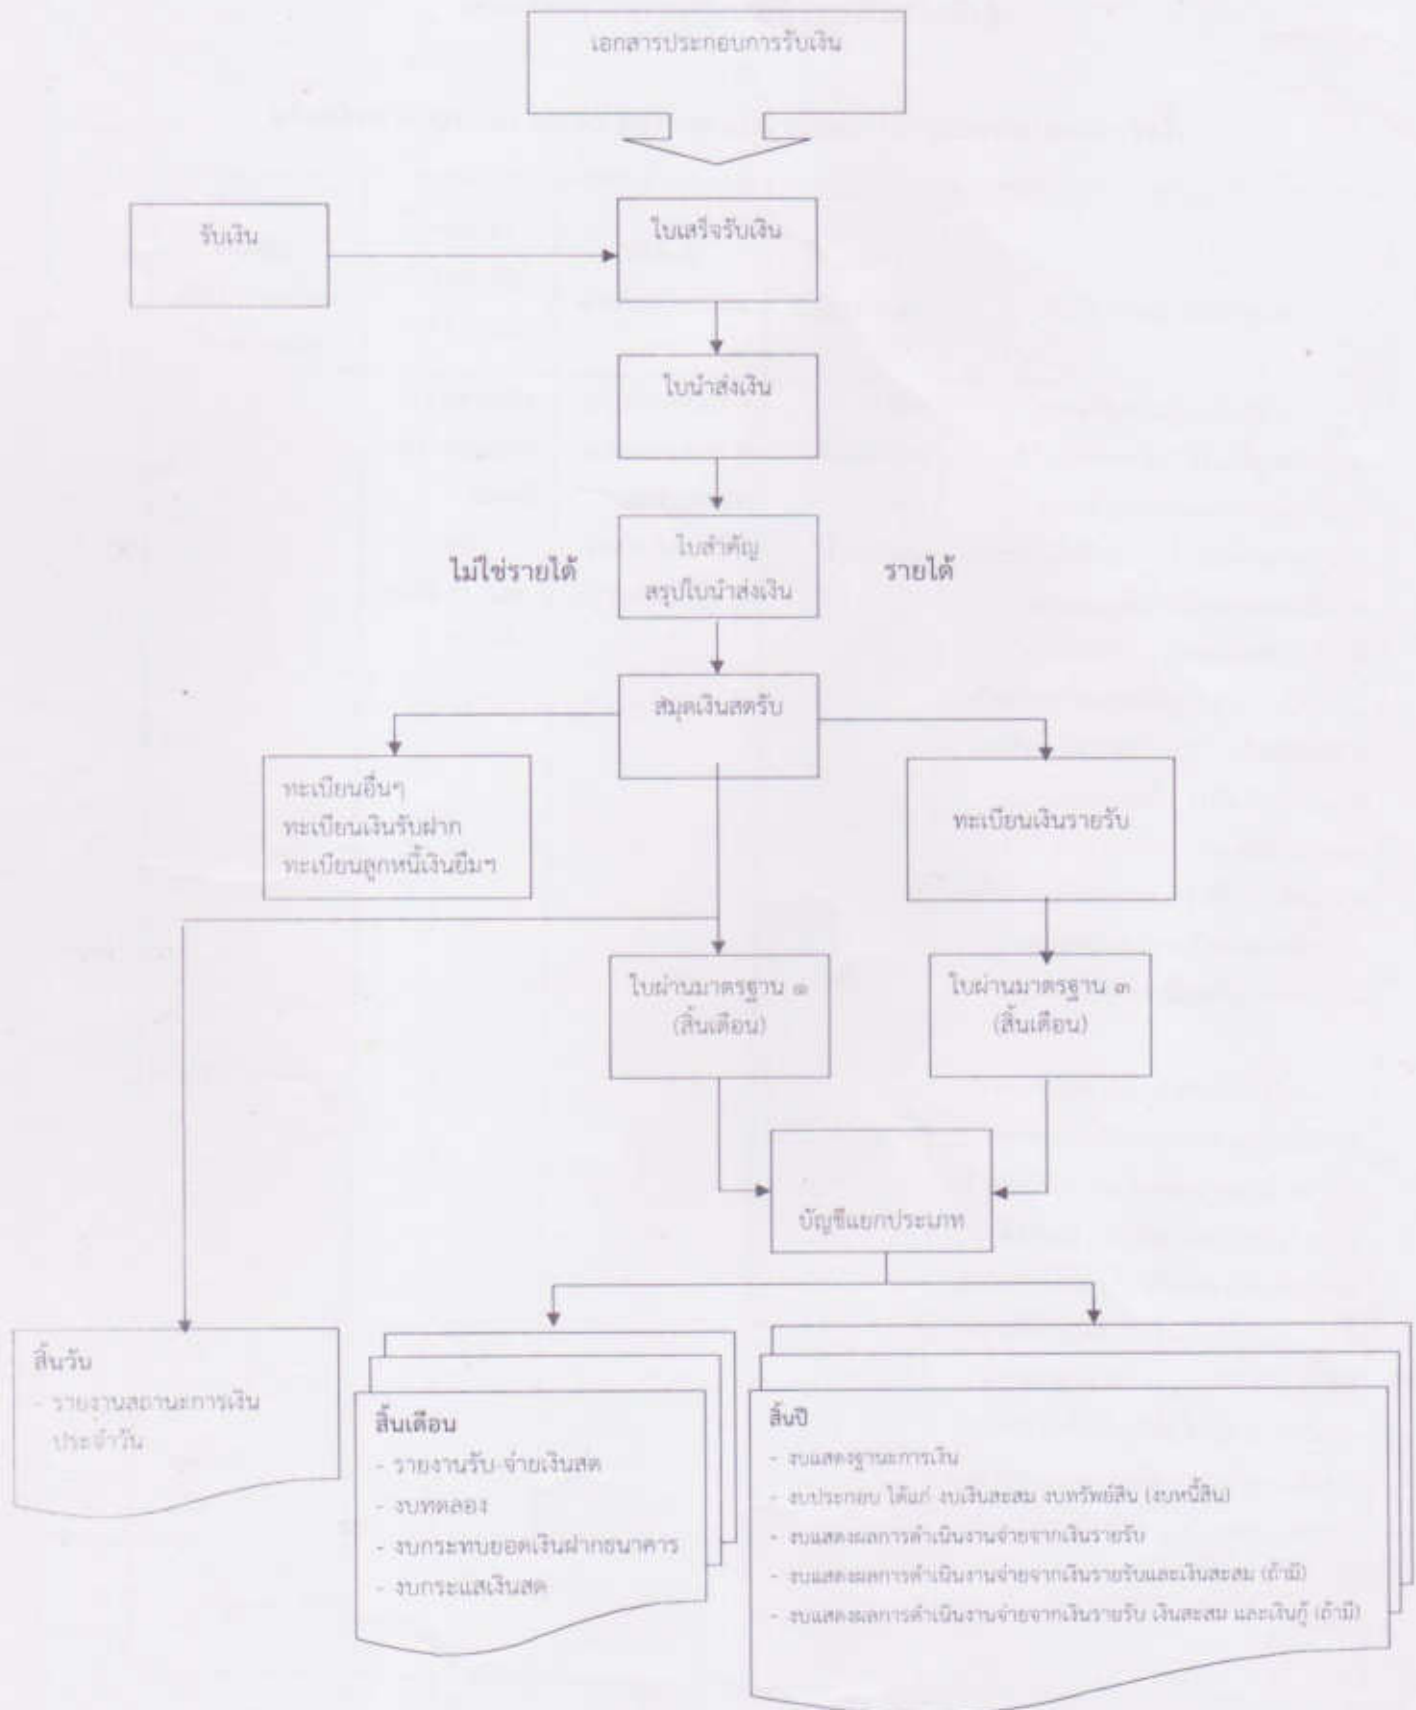 เอกสารประกอบการรับเงิน
รับเงิน
ใบเสร็จรับเงิน
ใบนำส่งเงิน
ไม่ใช่รายได้
ใบสำคัญ
สรุปใบนำส่งเงิน
รายได้
สมุดเงินสดรับ
ทะเบียนอื่นๆ
ทะเบียนเงินรับฝาก
ทะเบียนลูกหนี้เงินยืมฯ
ทะเบียนเงินรายรับ
ใบผ่านมาตรฐาน ๑
(สิ้นเดือน)
ใบผ่านมาตรฐาน ๓
(สิ้นเดือน)
บัญชีแยกประเภท
สิ้นวัน
- รายงานสถานะการเงิน
ประจำวัน
สิ้นเดือน
- รายงานรับ-จ่ายเงินสด
- งบทดลอง
- งบกระทบยอดเงินฝากธนาคาร
- งบกระแสเงินสด
สิ้นปี
- งบแสดงฐานะการเงิน
- งบประกอบ ได้แก่ งบเงินสะสม งบทรัพย์สิน (งบหนี้สิน)
- งบแสดงผลการดำเนินงานจ่ายจากเงินรายรับ
- งบแสดงผลการดำเนินงานจ่ายจากเงินรายรับและเงินสะสม (ถ้ามี)
- งบแสดงผลการดำเนินงานจ่ายจากเงินรายรับ เงินสะสม และเงินกู้ (ถ้ามี)